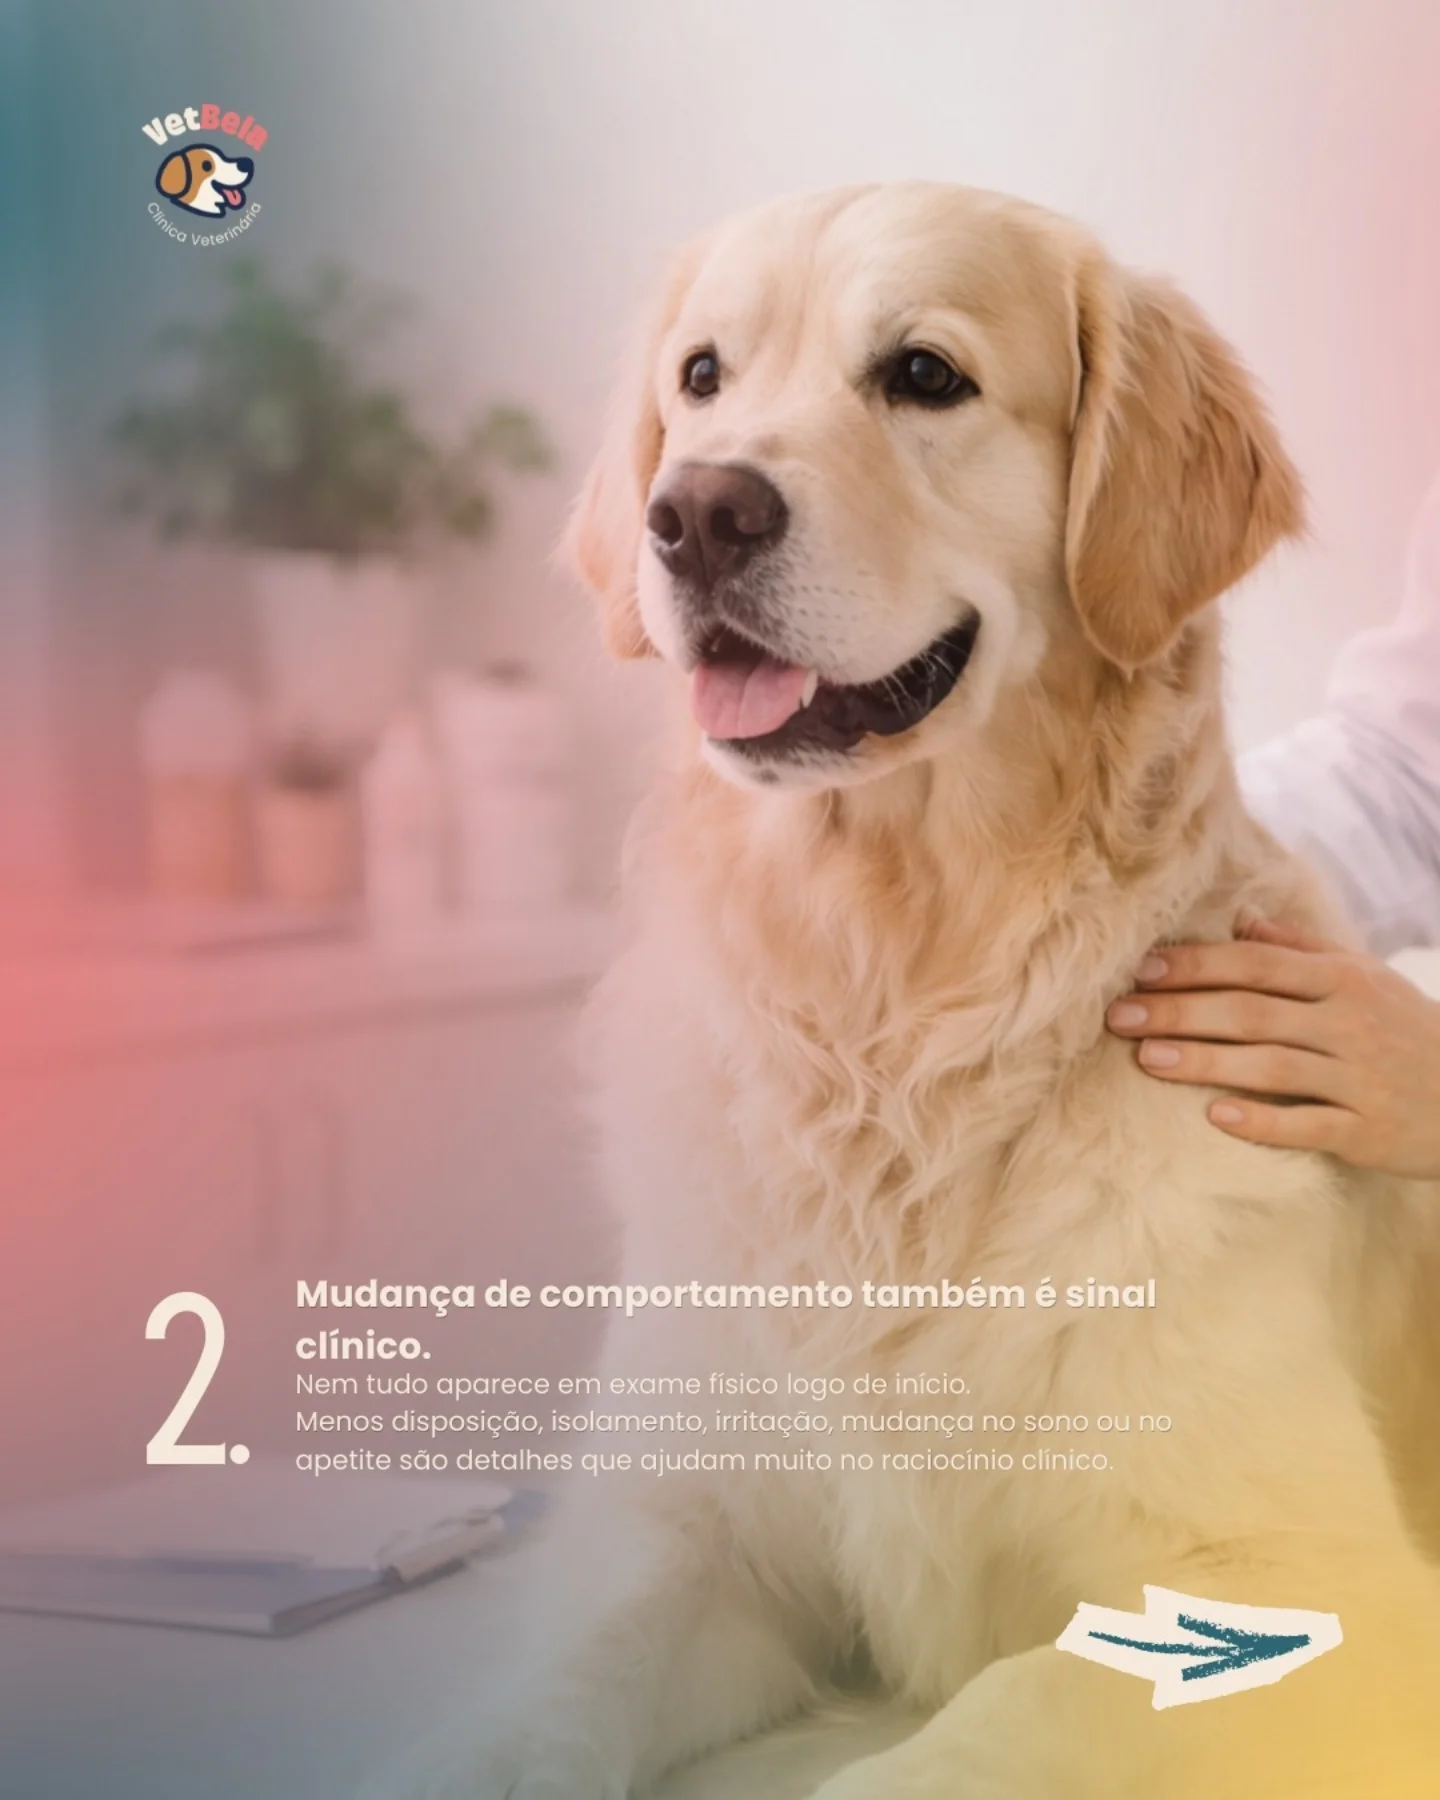 VetBela
Clínica Veterinária
2.
Mudança de comportamento também é sinal
clínico.
Nem tudo aparece em exame físico logo de início.
Menos disposição, isolamento, irritação, mudança no sono ou no
apetite são detalhes que ajudam muito no raciocínio clínico.